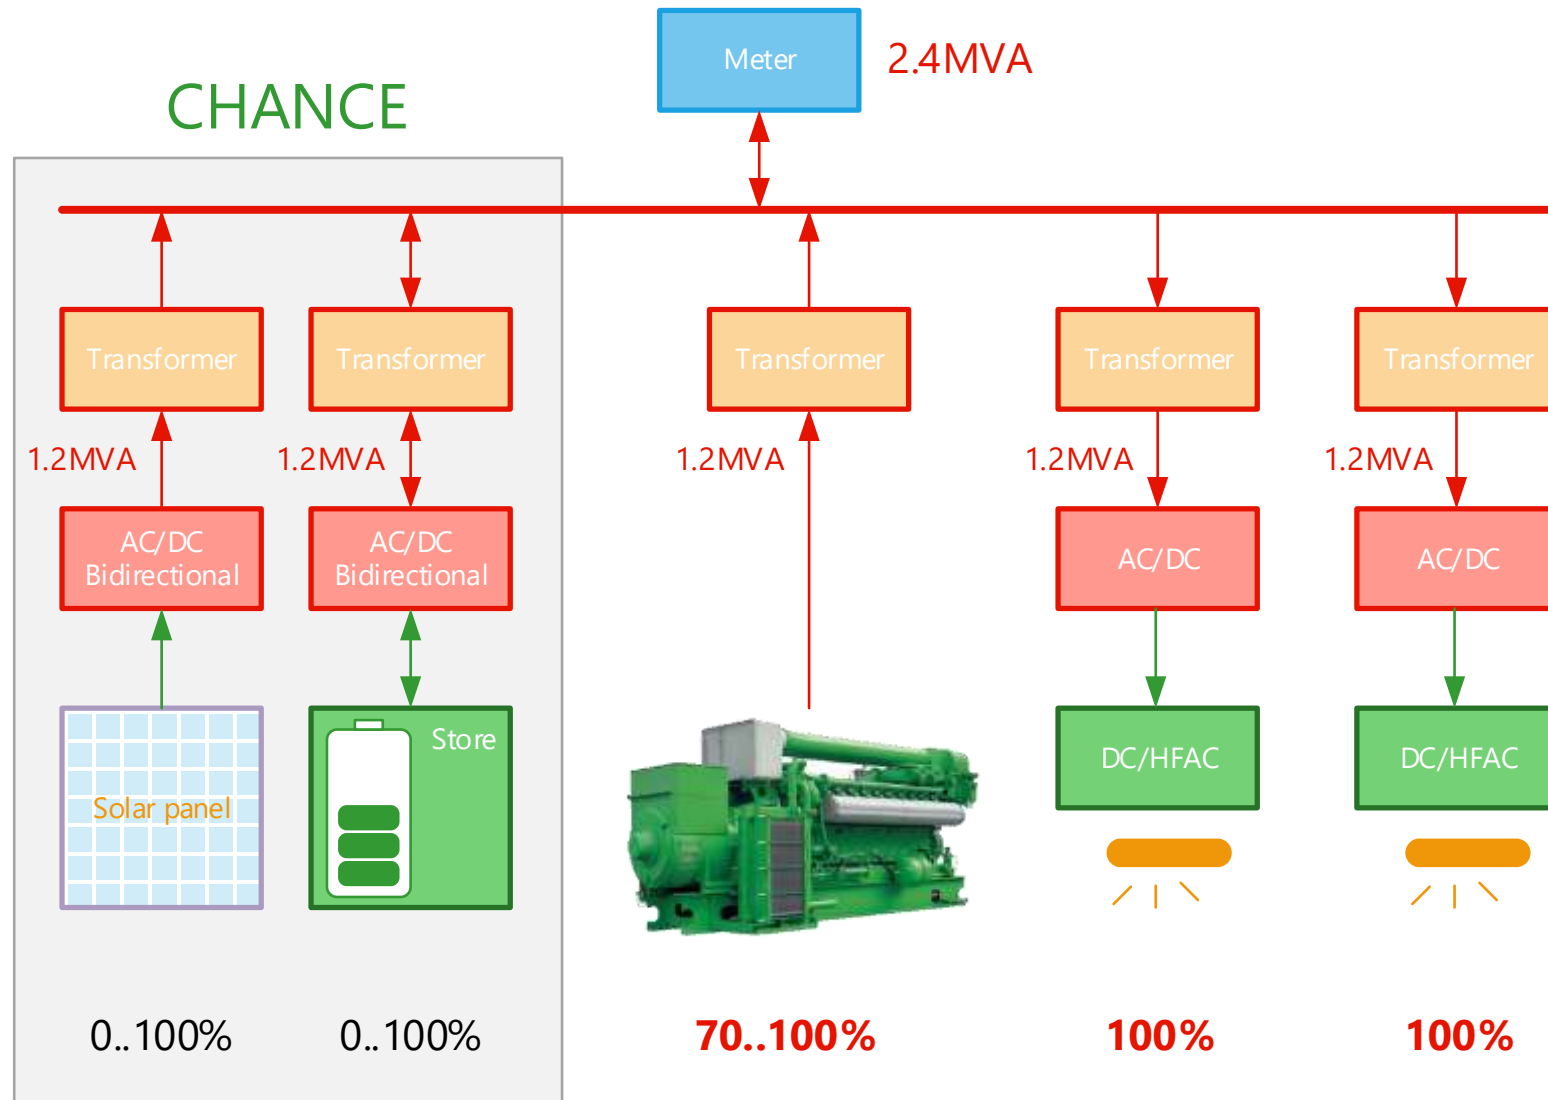 Meter
2.4MVA
CHANCE
Transformer
Transformer
Transformer
Transformer
Transformer
1.2MVA
1.2MVA
1.2MVA
1.2MVA
1.2MVA
AC/DC
Bidirectional
AC/DC
Bidirectional
AC/DC
AC/DC
Solar panel
Store
DC/HFAC
DC/HFAC
0..100%
0..100%
70..100%
100%
100%